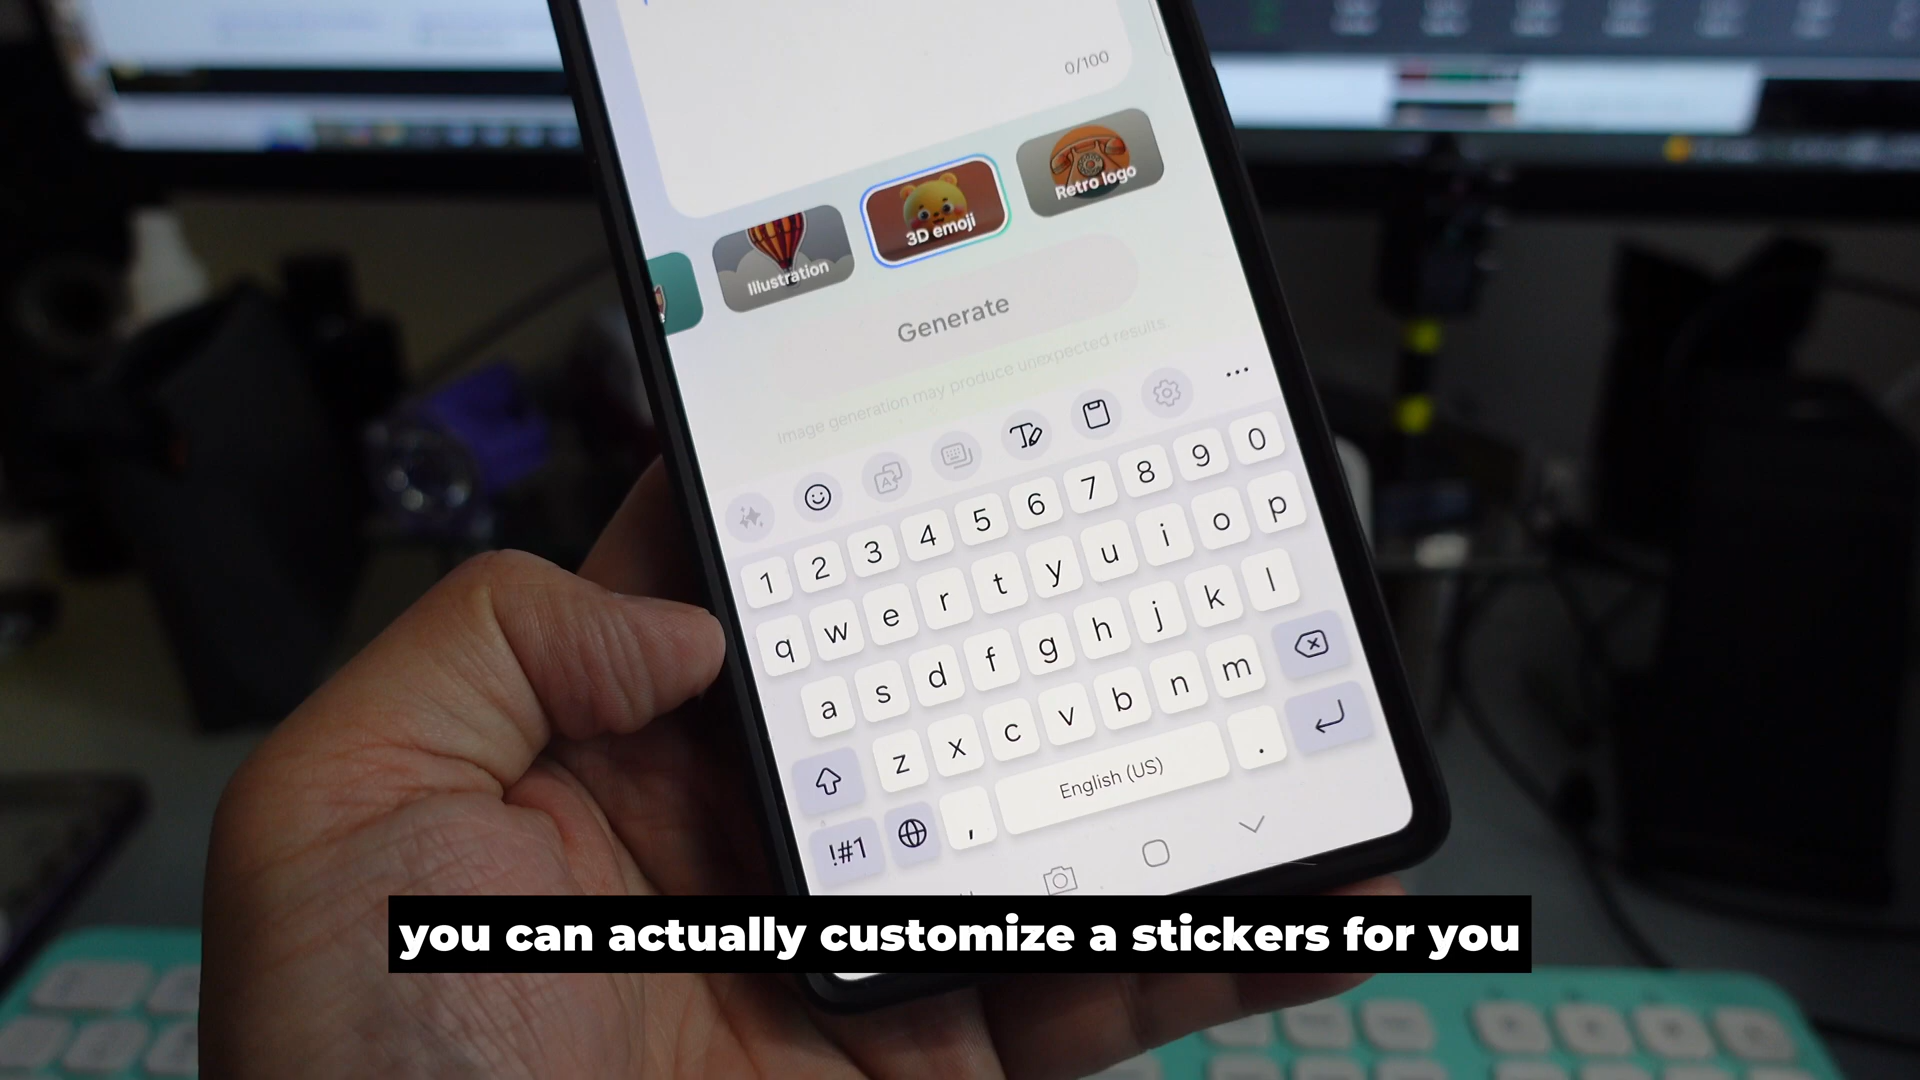 0/100
Illustration
3D emoji
Retro logo
Generate
Image generation may produce unexpected results.
1 2 3 4 5 6 7 8 9 0
q w e r t y u i o p
a s d f g h j k l
z x c v b n m
!#1 , English (US) .
you can actually customize a stickers for you